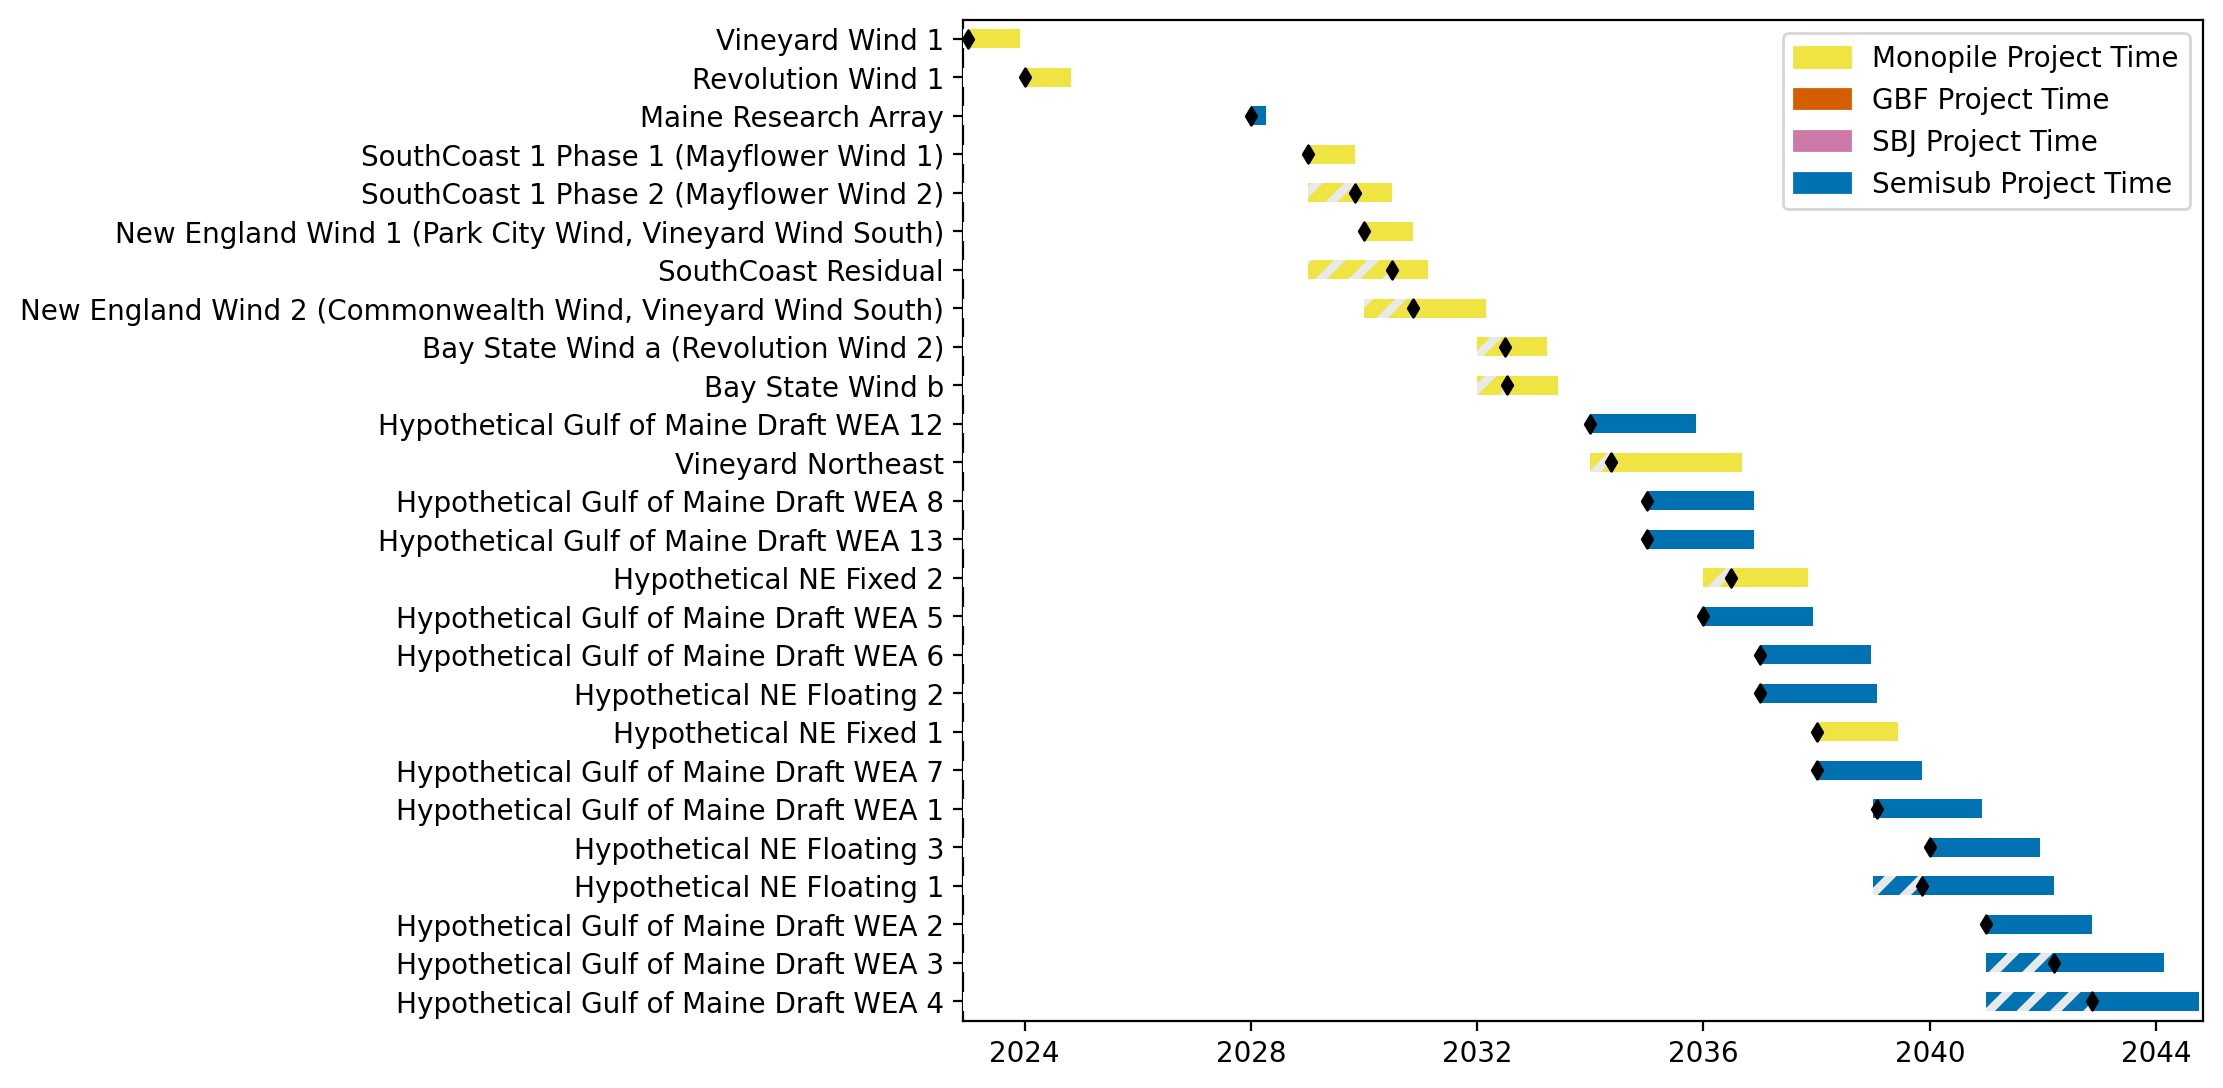 Vineyard Wind 1
Revolution Wind 1
Maine Research Array
SouthCoast 1 Phase 1 (Mayflower Wind 1)
SouthCoast 1 Phase 2 (Mayflower Wind 2)
New England Wind 1 (Park City Wind, Vineyard Wind South)
SouthCoast Residual
New England Wind 2 (Commonwealth Wind, Vineyard Wind South)
Bay State Wind a (Revolution Wind 2)
Bay State Wind b
Hypothetical Gulf of Maine Draft WEA 12
Vineyard Northeast
Hypothetical Gulf of Maine Draft WEA 8
Hypothetical Gulf of Maine Draft WEA 13
Hypothetical NE Fixed 2
Hypothetical Gulf of Maine Draft WEA 5
Hypothetical Gulf of Maine Draft WEA 6
Hypothetical NE Floating 2
Hypothetical NE Fixed 1
Hypothetical Gulf of Maine Draft WEA 7
Hypothetical Gulf of Maine Draft WEA 1
Hypothetical NE Floating 3
Hypothetical NE Floating 1
Hypothetical Gulf of Maine Draft WEA 2
Hypothetical Gulf of Maine Draft WEA 3
Hypothetical Gulf of Maine Draft WEA 4
Monopile Project Time
GBF Project Time
SBJ Project Time
Semisub Project Time
2024 2028 2032 2036 2040 2044